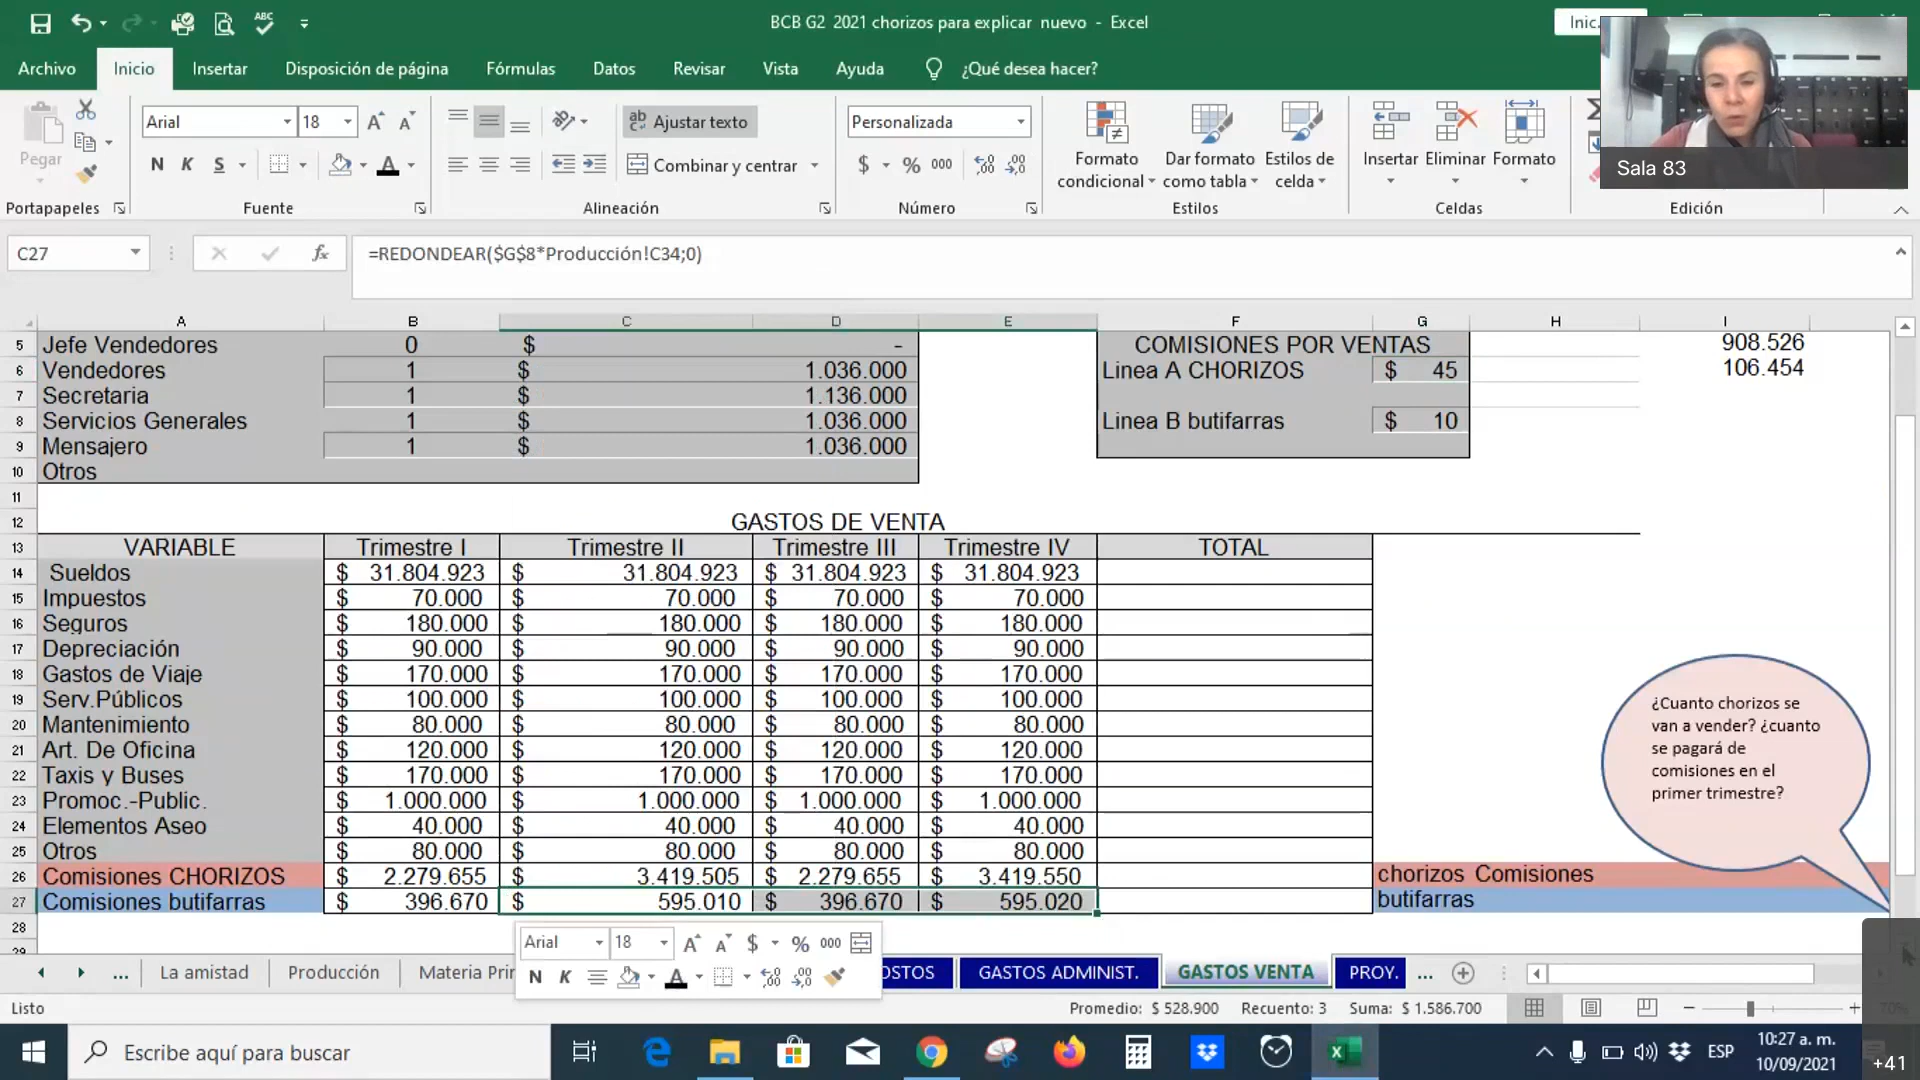 BCB G2 2021 chorizos para explicar nuevo - Excel
Inic.
Archivo Inicio Insertar Disposición de página Fórmulas Datos Revisar Vista Ayuda ¿Qué desea hacer?
Sala 83
Pegar
Arial 18
N K S
Ajustar texto
Combinar y centrar
Personalizada
$ % 000
Formato condicional
Dar formato como tabla
Estilos de celda
Insertar Eliminar Formato
Portapapeles Fuente Alineación Número Estilos Celdas Edición
C27 fx =REDONDEAR($G$8*Producción!C34;0)
A B C D E F G H I
5 Jefe Vendedores 0 $ - COMISIONES POR VENTAS 908.526
6 Vendedores 1 $ 1.036.000 Linea A CHORIZOS $ 45 106.454
7 Secretaria 1 $ 1.136.000
8 Servicios Generales 1 $ 1.036.000 Linea B butifarras $ 10
9 Mensajero 1 $ 1.036.000
10 Otros
11
12 GASTOS DE VENTA
13 VARIABLE Trimestre I Trimestre II Trimestre III Trimestre IV TOTAL
14 Sueldos $ 31.804.923 $ 31.804.923 $ 31.804.923 $ 31.804.923
15 Impuestos $ 70.000 $ 70.000 $ 70.000 $ 70.000
16 Seguros $ 180.000 $ 180.000 $ 180.000 $ 180.000
17 Depreciación $ 90.000 $ 90.000 $ 90.000 $ 90.000
18 Gastos de Viaje $ 170.000 $ 170.000 $ 170.000 $ 170.000
19 Serv.Públicos $ 100.000 $ 100.000 $ 100.000 $ 100.000
20 Mantenimiento $ 80.000 $ 80.000 $ 80.000 $ 80.000
21 Art. De Oficina $ 120.000 $ 120.000 $ 120.000 $ 120.000
22 Taxis y Buses $ 170.000 $ 170.000 $ 170.000 $ 170.000
23 Promoc.-Public. $ 1.000.000 $ 1.000.000 $ 1.000.000 $ 1.000.000
24 Elementos Aseo $ 40.000 $ 40.000 $ 40.000 $ 40.000
25 Otros $ 80.000 $ 80.000 $ 80.000 $ 80.000
26 Comisiones CHORIZOS $ 2.279.655 $ 3.419.505 $ 2.279.655 $ 3.419.550 chorizos Comisiones
27 Comisiones butifarras $ 396.670 $ 595.010 $ 396.670 $ 595.020 butifarras
28
29
¿Cuanto chorizos se
van a vender? ¿cuanto
se pagará de
comisiones en el
primer trimestre?
Arial 18 $ % 000
N K A
... La amistad Producción Materia Pri OSTOS GASTOS ADMINIST. GASTOS VENTA PROY. ...
Listo Promedio: $ 528.900 Recuento: 3 Suma: $ 1.586.700 70%
Escribe aquí para buscar
ESP
10:27 a. m.
10/09/2021
+41